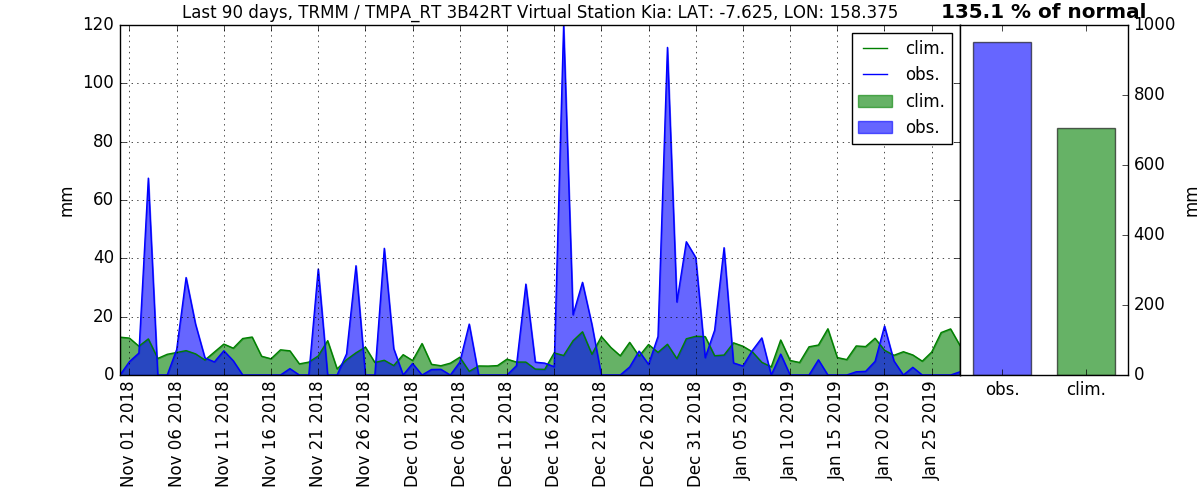 Last 90 days, TRMM / TMPA_RT 3B42RT Virtual Station Kia: LAT: -7.625, LON: 158.375
135.1 % of normal
120
100
80
60
40
20
0
mm
clim.
obs.
clim.
obs.
1000
800
600
400
200
0
mm
obs.
clim.
Nov 01 2018
Nov 06 2018
Nov 11 2018
Nov 16 2018
Nov 21 2018
Nov 26 2018
Dec 01 2018
Dec 06 2018
Dec 11 2018
Dec 16 2018
Dec 21 2018
Dec 26 2018
Dec 31 2018
Jan 05 2019
Jan 10 2019
Jan 15 2019
Jan 20 2019
Jan 25 2019